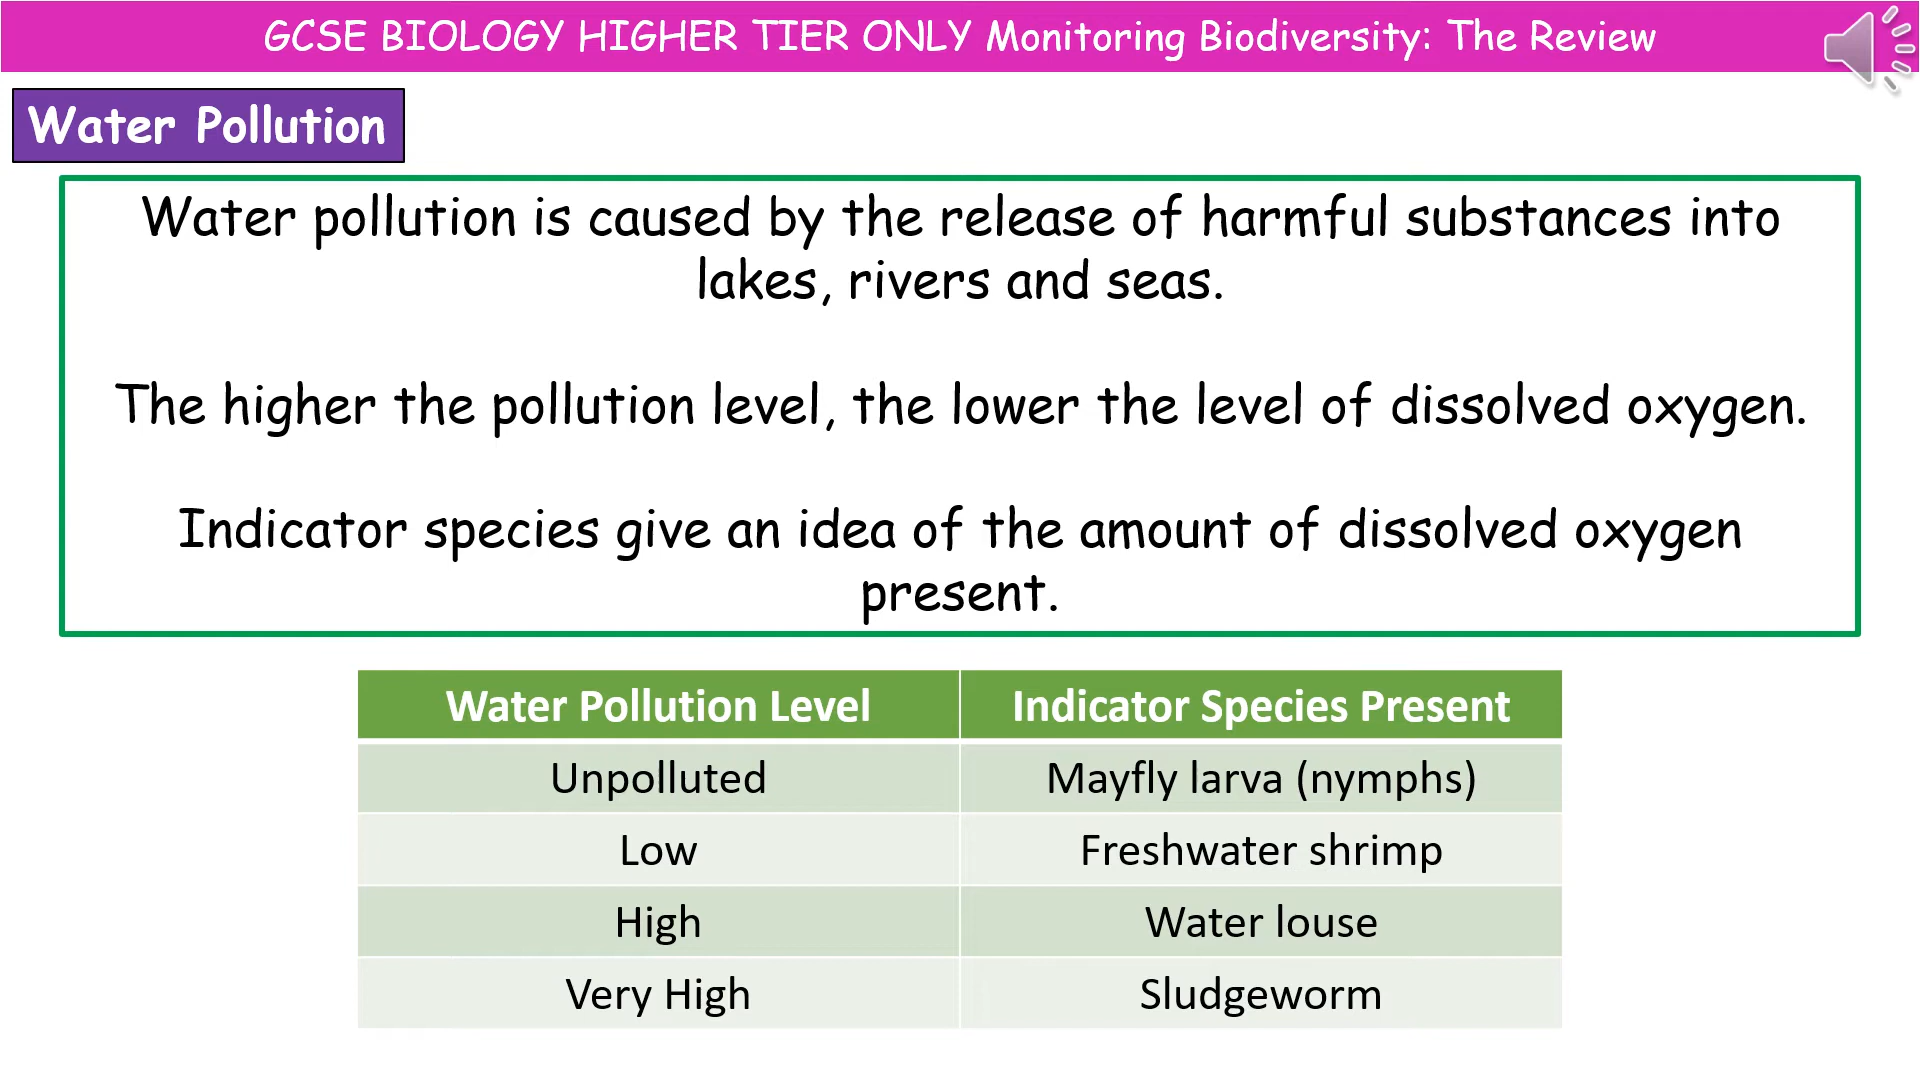 GCSE BIOLOGY HIGHER TIER ONLY Monitoring Biodiversity: The Review
Water Pollution
Water pollution is caused by the release of harmful substances into
lakes, rivers and seas.
The higher the pollution level, the lower the level of dissolved oxygen.
Indicator species give an idea of the amount of dissolved oxygen
present.
Water Pollution Level Indicator Species Present
Unpolluted Mayfly larva (nymphs)
Low Freshwater shrimp
High Water louse
Very High Sludgeworm